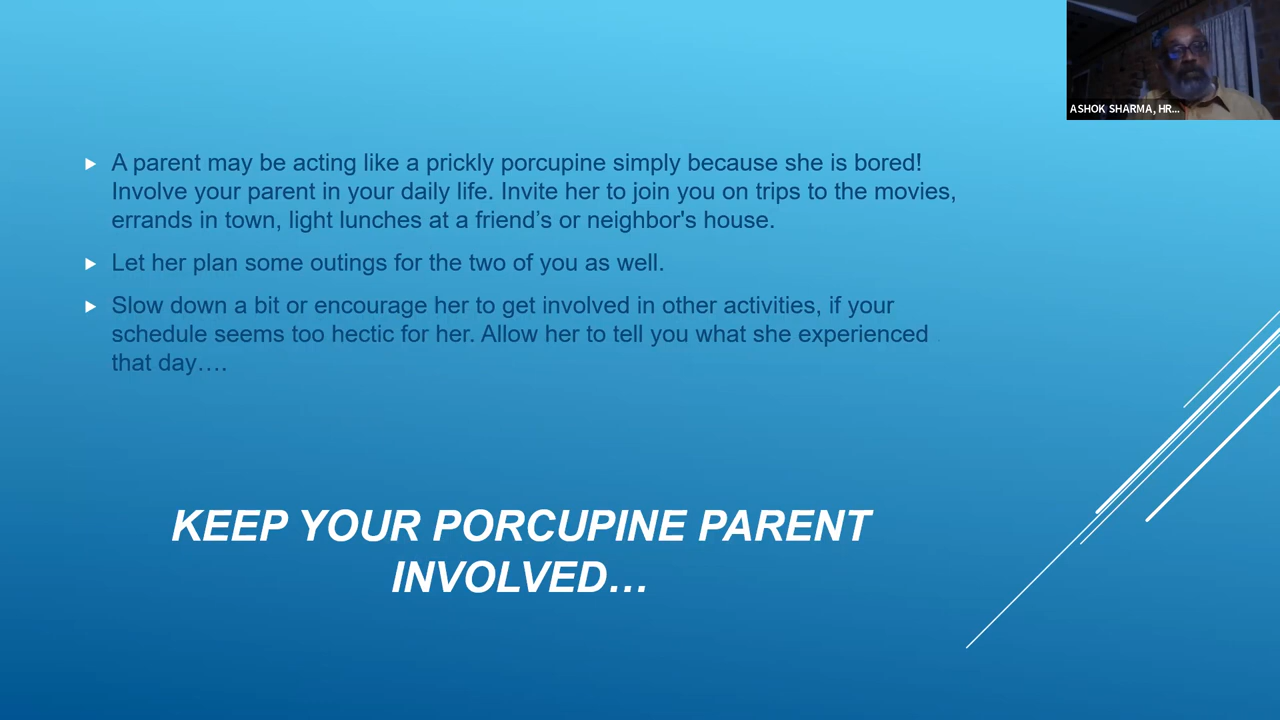 ASHOK SHARMA, HR...
A parent may be acting like a prickly porcupine simply because she is bored!
Involve your parent in your daily life. Invite her to join you on trips to the movies,
errands in town, light lunches at a friend’s or neighbor's house.
Let her plan some outings for the two of you as well.
Slow down a bit or encourage her to get involved in other activities, if your
schedule seems too hectic for her. Allow her to tell you what she experienced
that day….
KEEP YOUR PORCUPINE PARENT
INVOLVED…